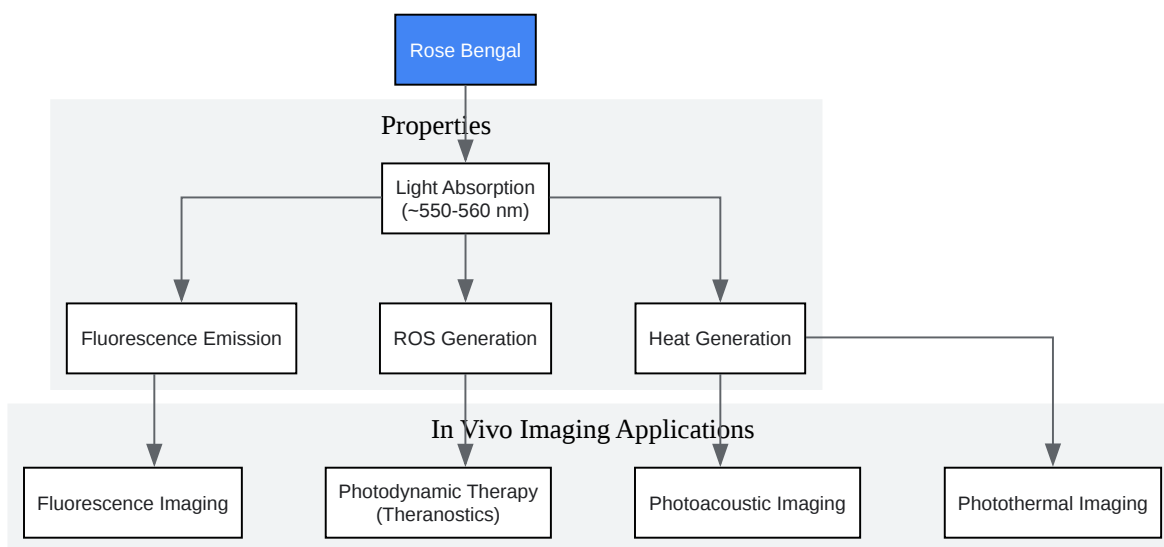 Rose Bengal
Properties
Light Absorption
(~550-560 nm)
Fluorescence Emission
ROS Generation
Heat Generation
In Vivo Imaging Applications
Fluorescence Imaging
Photodynamic Therapy
(Theranostics)
Photoacoustic Imaging
Photothermal Imaging